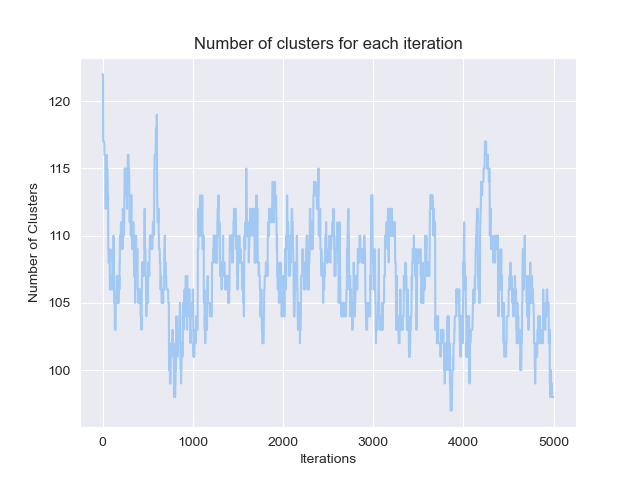 Number of clusters for each iteration
Number of Clusters
120
115
110
105
100
0 1000 2000 3000 4000 5000
Iterations